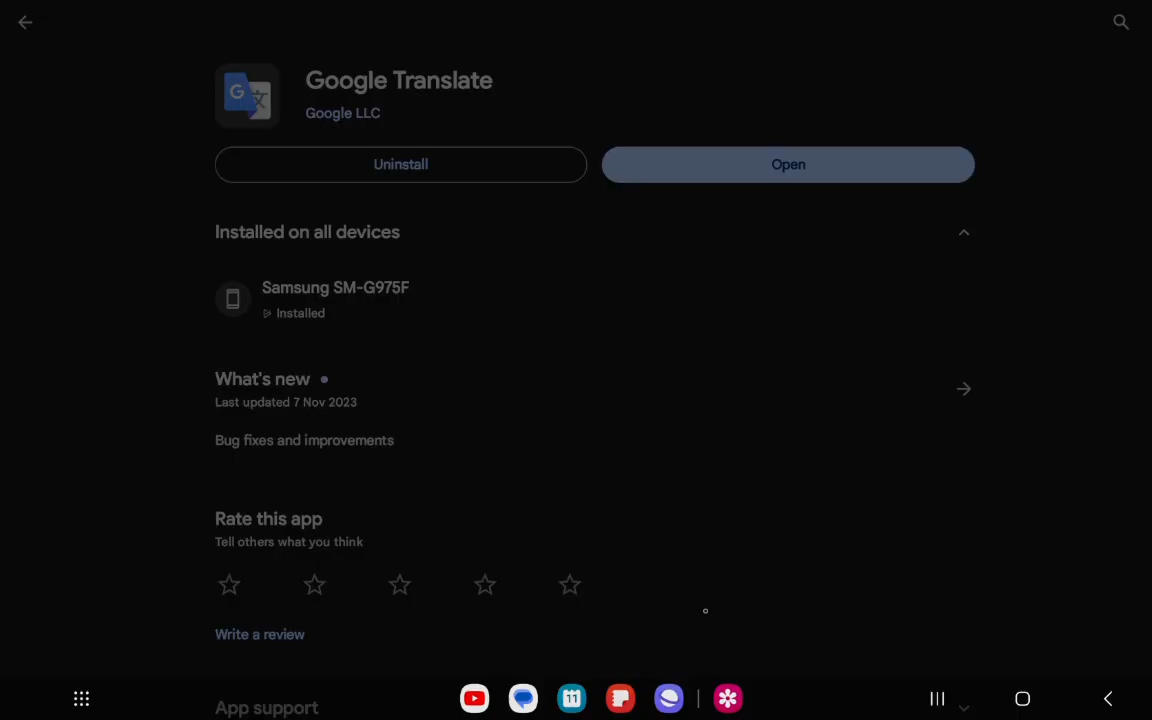 Google Translate
Google LLC
Uninstall
Open
Installed on all devices
Samsung SM-G975F
Installed
What's new
Last updated 7 Nov 2023
Bug fixes and improvements
Rate this app
Tell others what you think
Write a review
11
App support